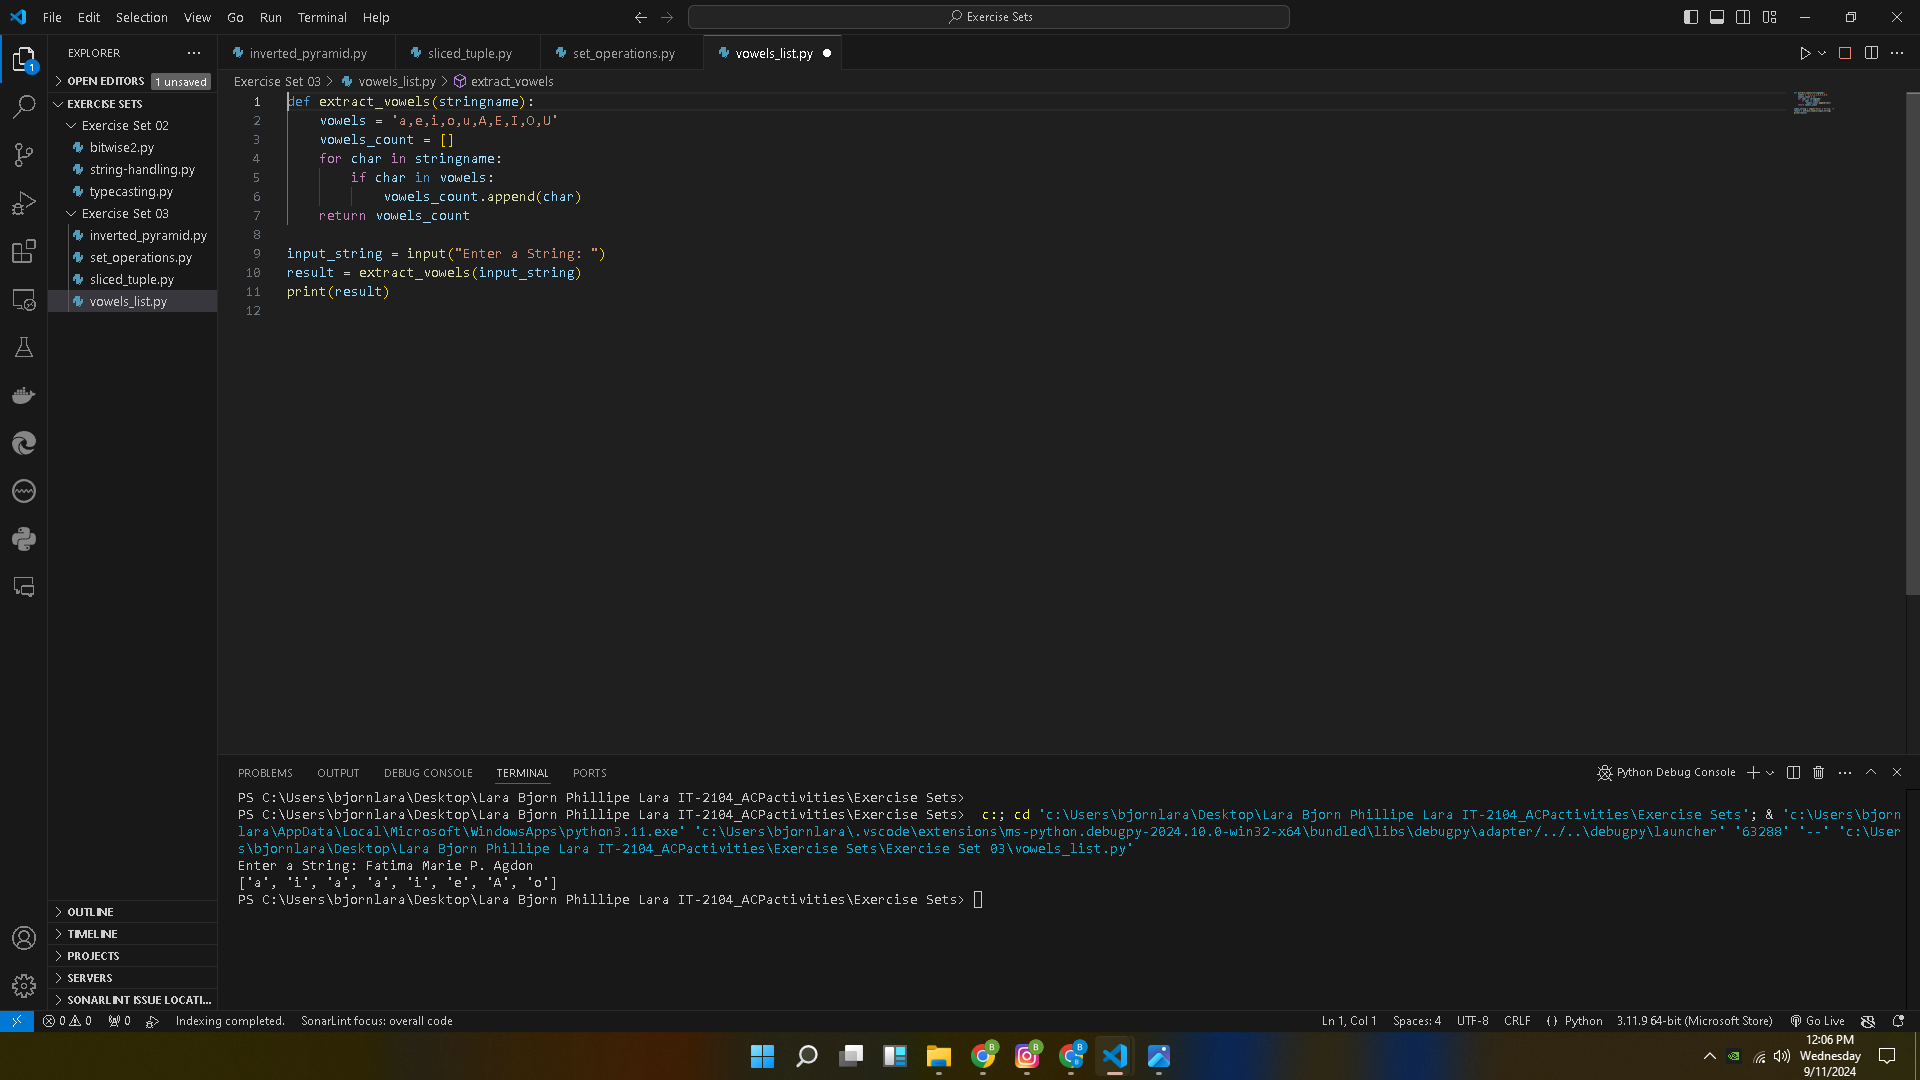 File Edit Selection View Go Run Terminal Help
Exercise Sets
EXPLORER
1
OPEN EDITORS 1 unsaved
EXERCISE SETS
Exercise Set 02
bitwise2.py
string-handling.py
typecasting.py
Exercise Set 03
inverted_pyramid.py
set_operations.py
sliced_tuple.py
vowels_list.py
OUTLINE
TIMELINE
PROJECTS
SERVERS
SONARLINT ISSUE LOCATI...
inverted_pyramid.py sliced_tuple.py set_operations.py vowels_list.py
Exercise Set 03 > vowels_list.py > extract_vowels
1 def extract_vowels(stringname):
2 vowels = 'a,e,i,o,u,A,E,I,O,U'
3 vowels_count = []
4 for char in stringname:
5 if char in vowels:
6 vowels_count.append(char)
7 return vowels_count
8
9 input_string = input("Enter a String: ")
10 result = extract_vowels(input_string)
11 print(result)
12
PROBLEMS OUTPUT DEBUG CONSOLE TERMINAL PORTS
Python Debug Console
PS C:\Users\bjornlara\Desktop\Lara Bjorn Phillipe Lara IT-2104_ACPactivities\Exercise Sets>
PS C:\Users\bjornlara\Desktop\Lara Bjorn Phillipe Lara IT-2104_ACPactivities\Exercise Sets> c:; cd 'c:\Users\bjornlara\Desktop\Lara Bjorn Phillipe Lara IT-2104_ACPactivities\Exercise Sets'; & 'c:\Users\bjorn
lara\AppData\Local\Microsoft\WindowsApps\python3.11.exe' 'c:\Users\bjornlara\.vscode\extensions\ms-python.debugpy-2024.10.0-win32-x64\bundled\libs\debugpy\adapter/../..\debugpy\launcher' '63288' '--' 'c:\User
s\bjornlara\Desktop\Lara Bjorn Phillipe Lara IT-2104_ACPactivities\Exercise Sets\Exercise Set 03\vowels_list.py'
Enter a String: Fatima Marie P. Agdon
['a', 'i', 'a', 'a', 'i', 'e', 'A', 'o']
PS C:\Users\bjornlara\Desktop\Lara Bjorn Phillipe Lara IT-2104_ACPactivities\Exercise Sets>
0 0 0 Indexing completed. SonarLint focus: overall code
Ln 1, Col 1 Spaces: 4 UTF-8 CRLF {} Python 3.11.9 64-bit (Microsoft Store) Go Live
B B B
12:06 PM
Wednesday
9/11/2024